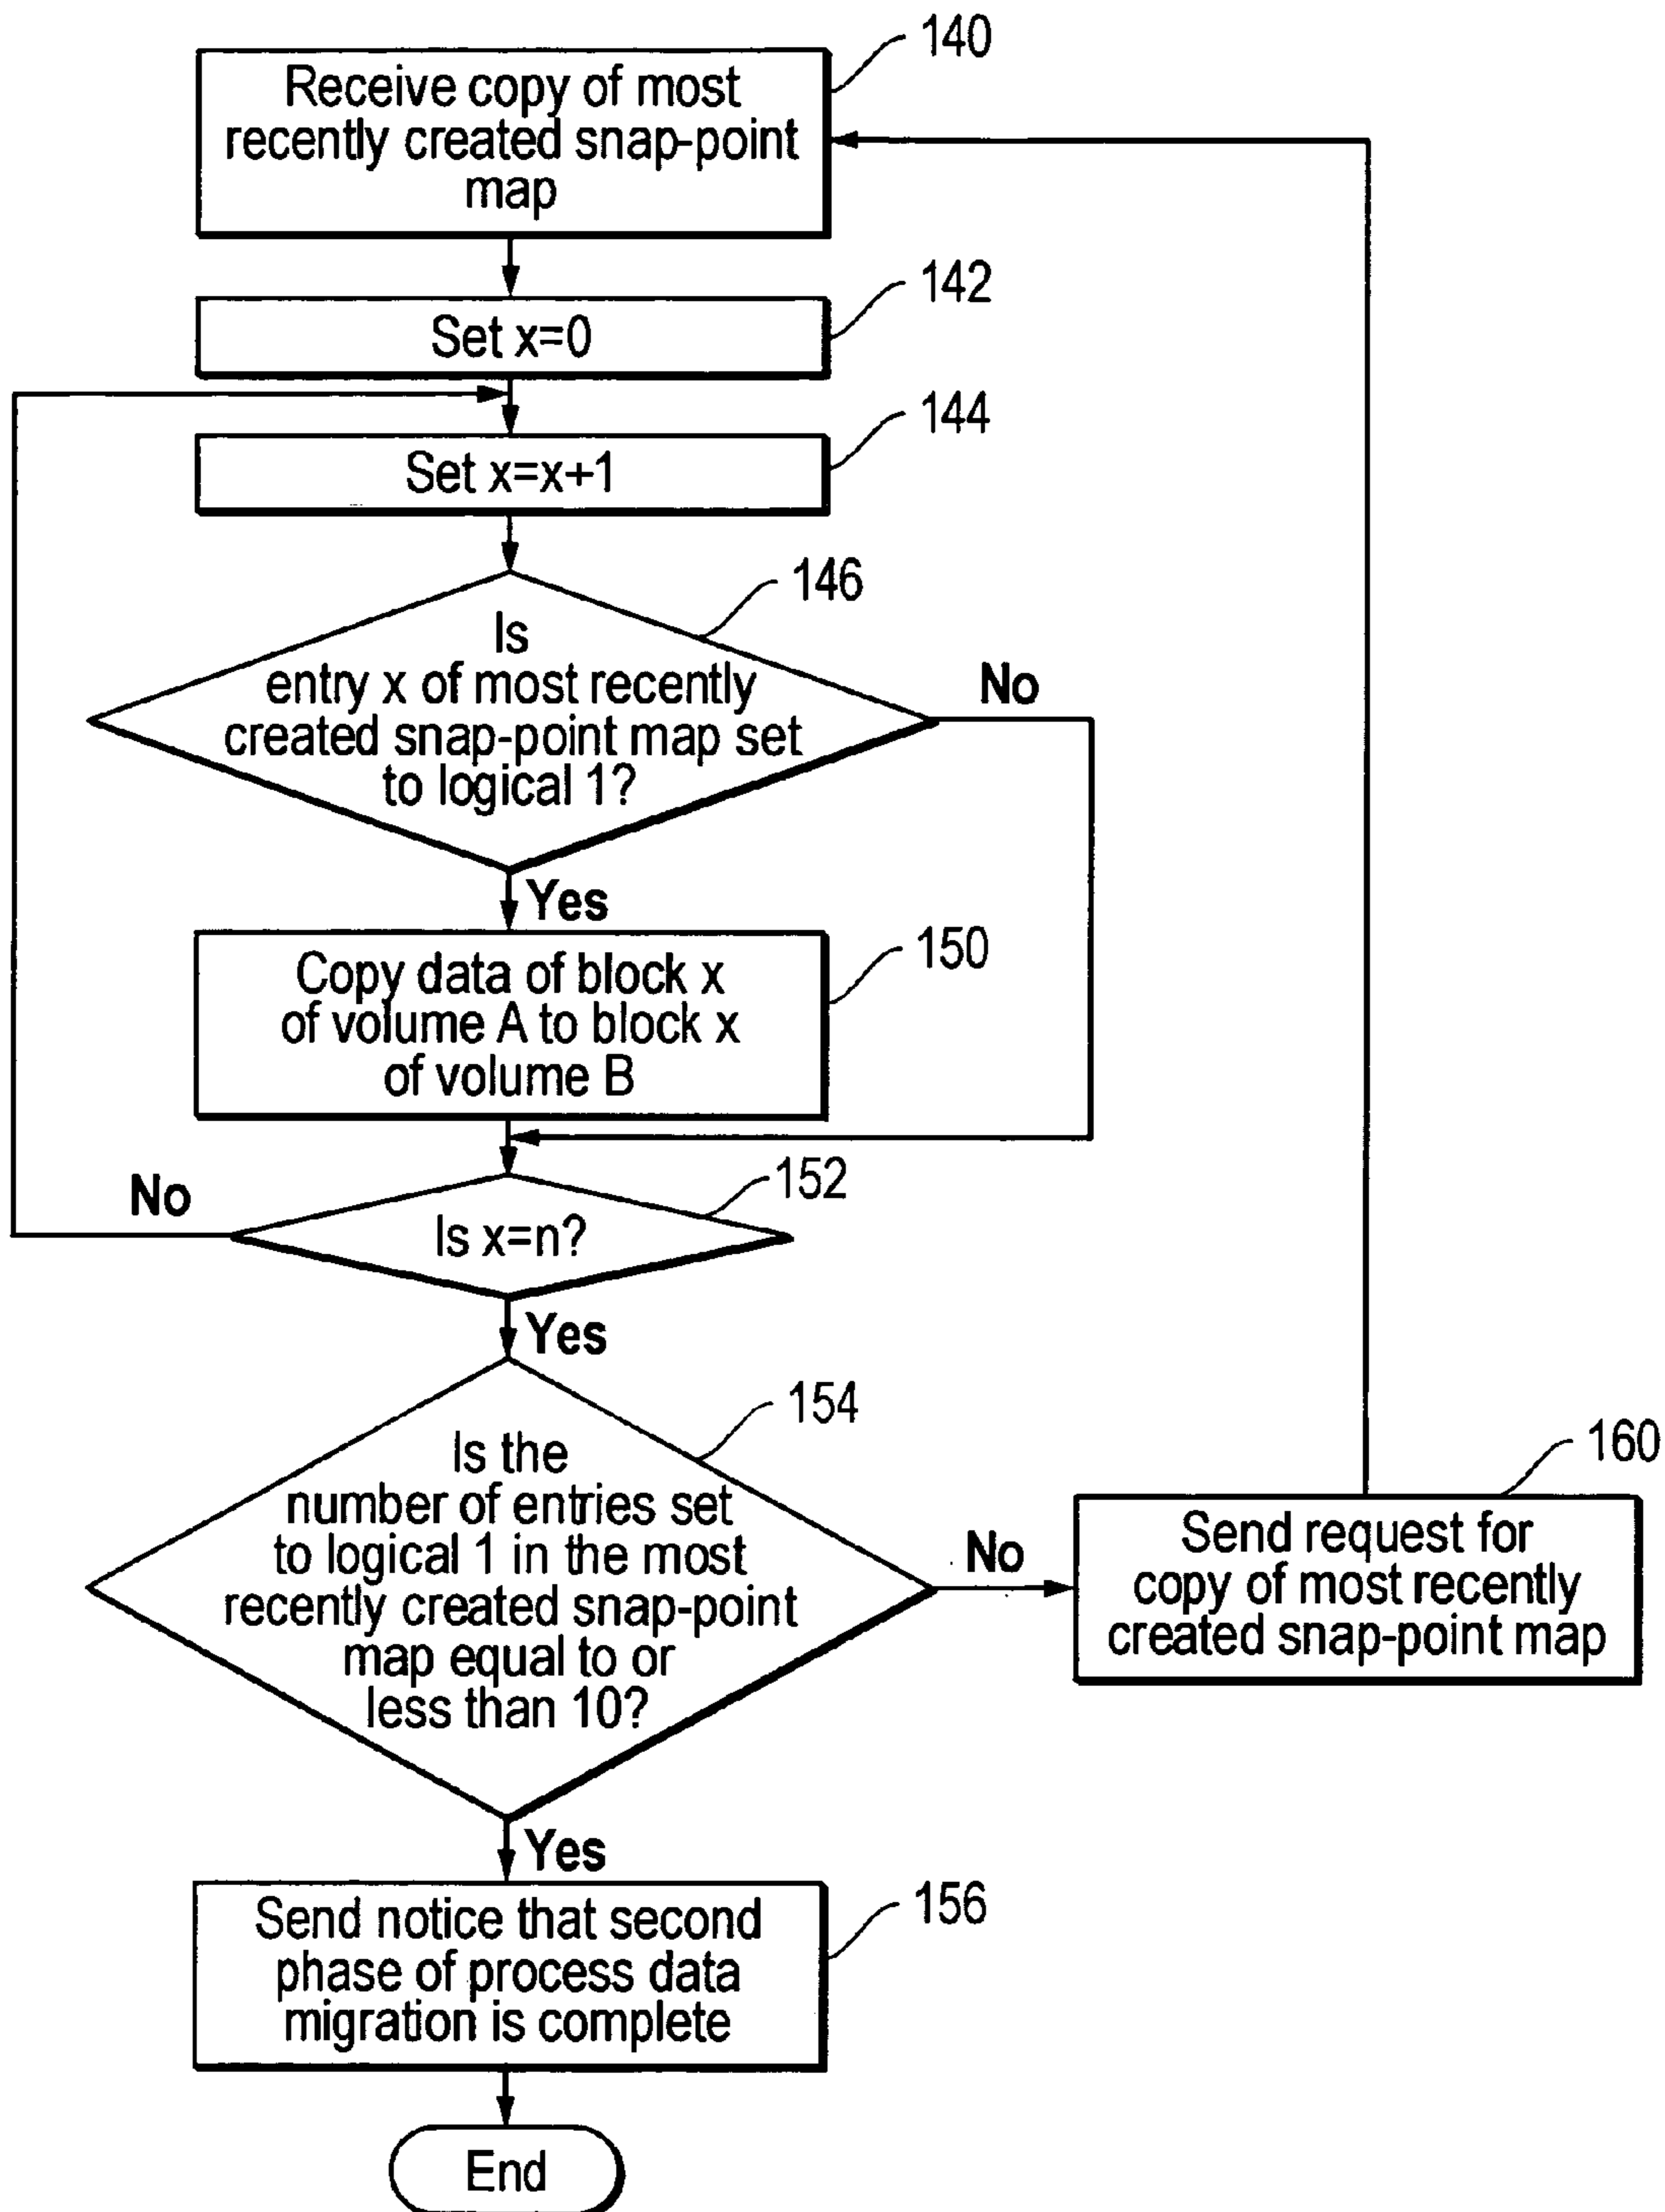 140
Receive copy of most
recently created snap-point
map
142
Set x=0
144
Set x=x+1
146
Is
entry x of most recently
created snap-point map set
to logical 1?
No
Yes
150
Copy data of block x
of volume A to block x
of volume B
152
No
Is x=n?
Yes
154
Is the
number of entries set
to logical 1 in the most
recently created snap-point
map equal to or
less than 10?
No
160
Send request for
copy of most recently
created snap-point map
Yes
156
Send notice that second
phase of process data
migration is complete
End